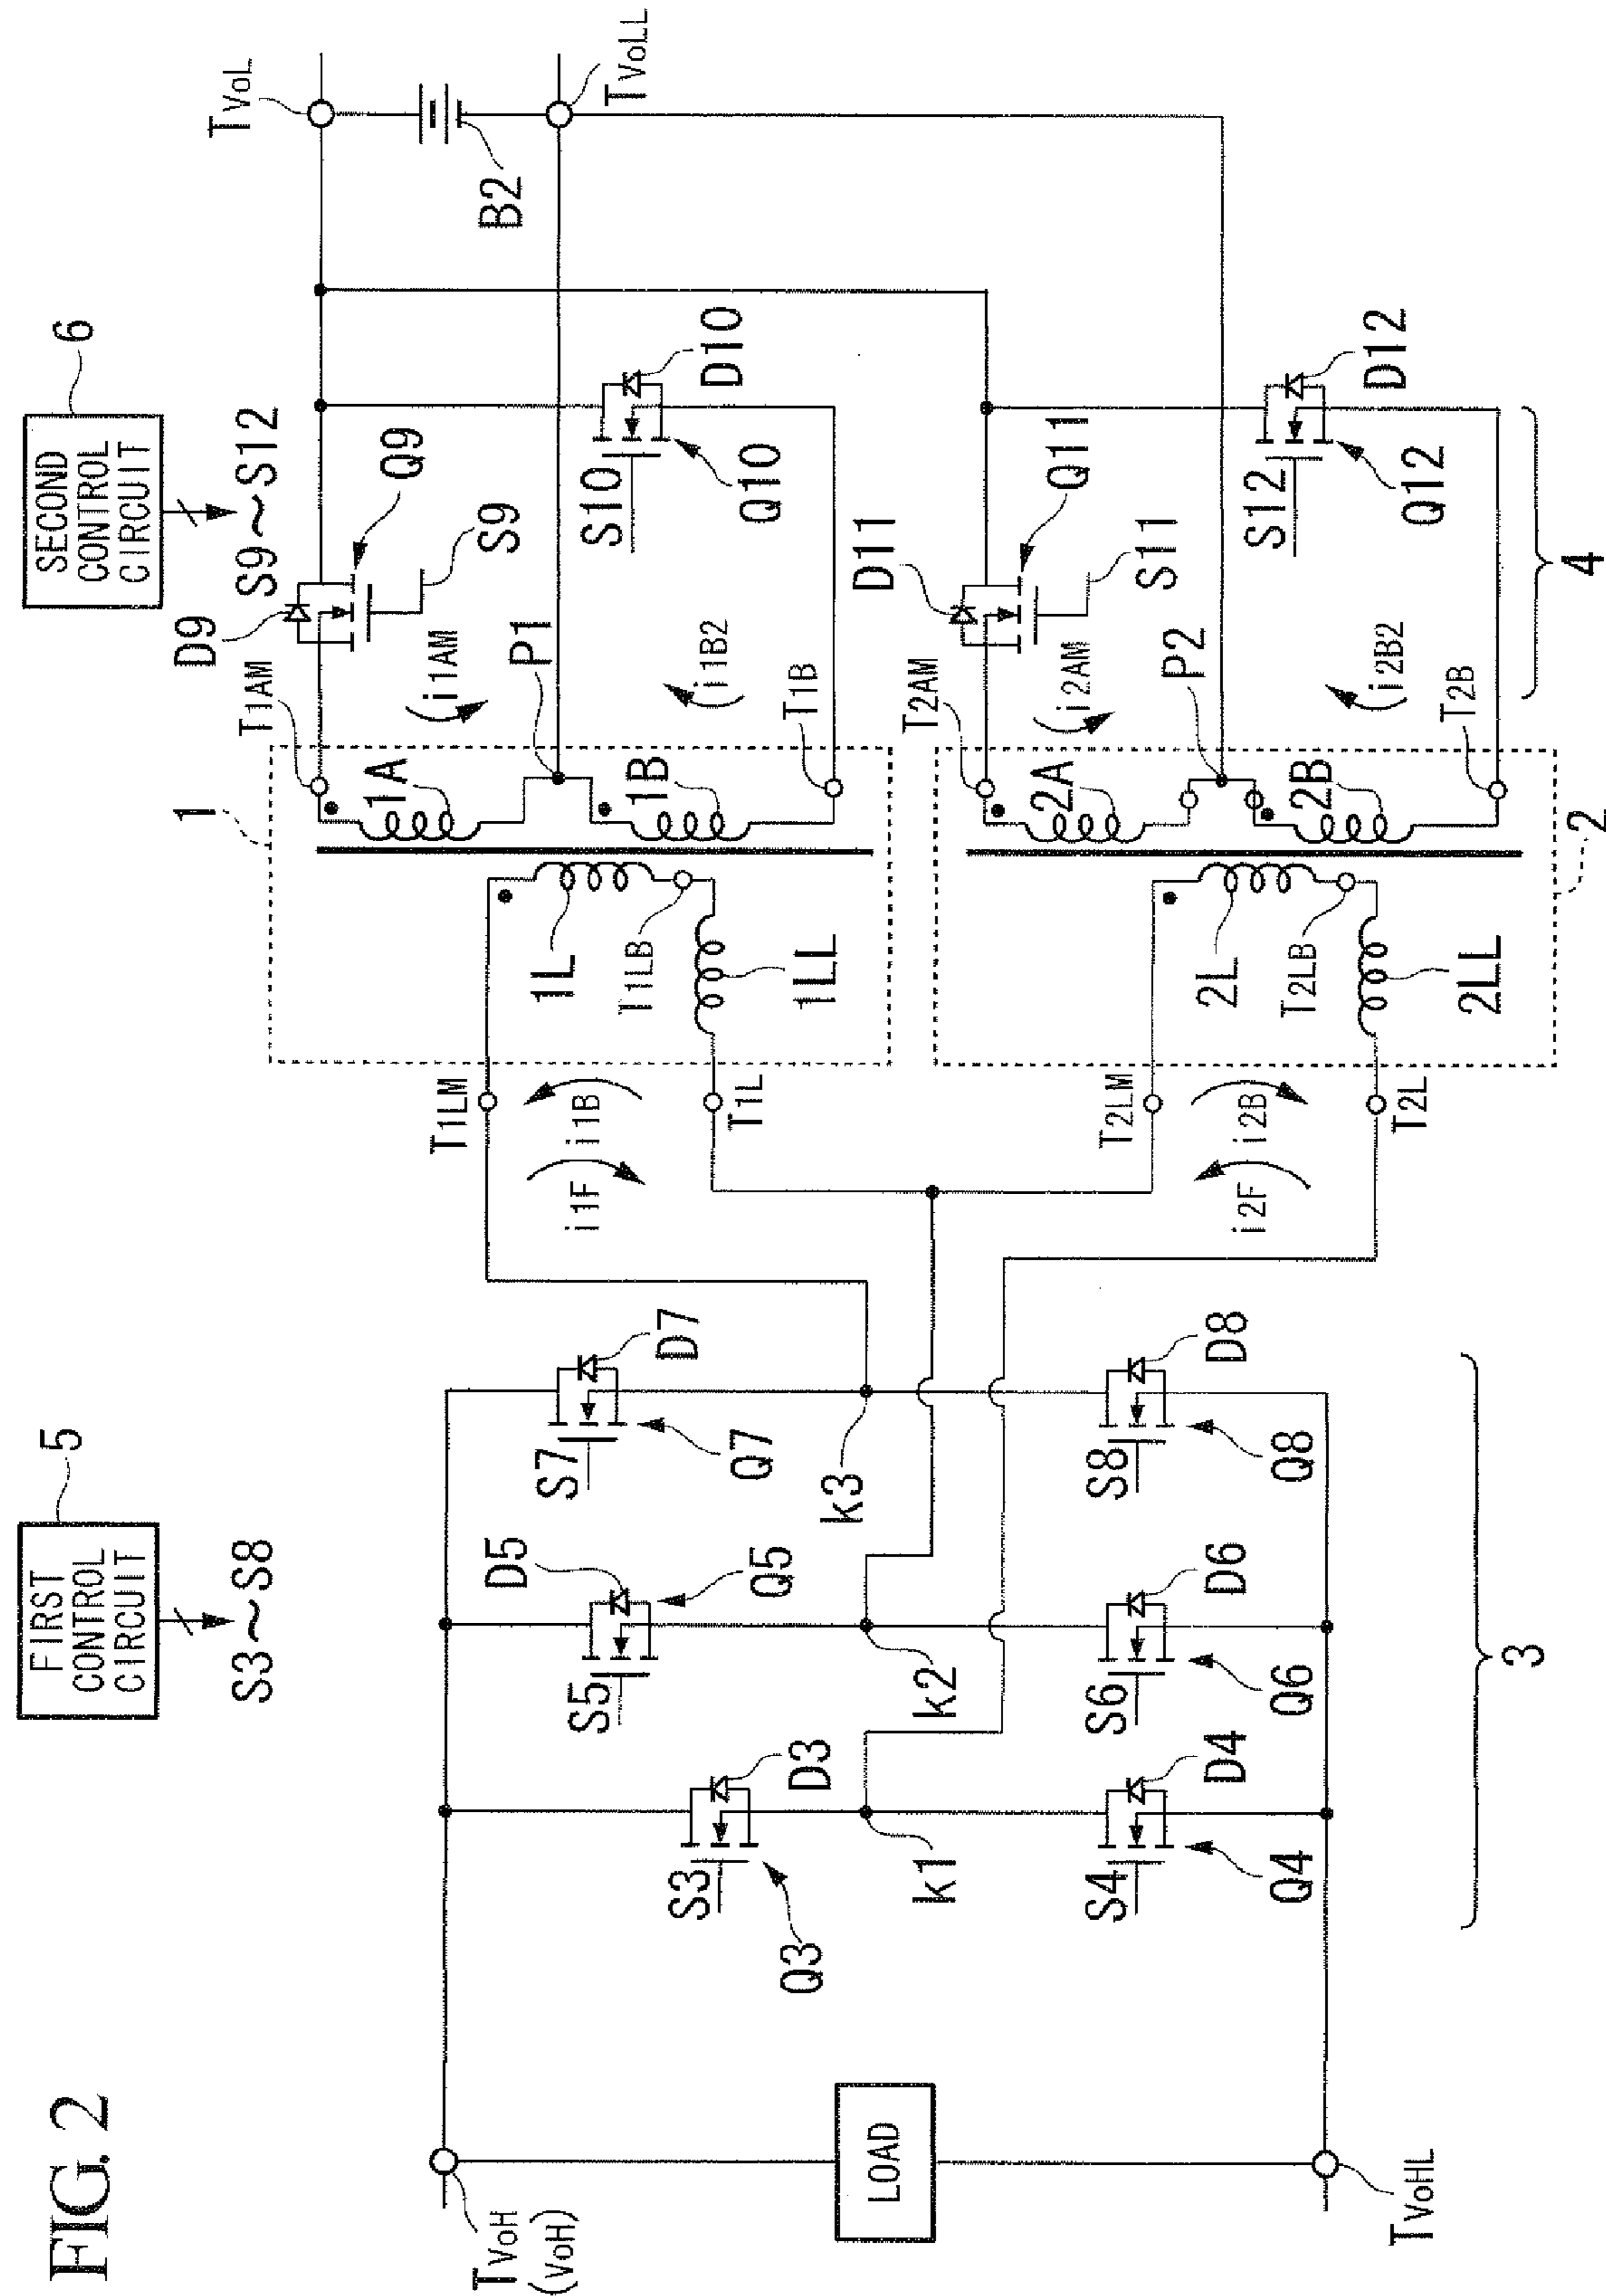 FIG. 2
FIRST
CONTROL
CIRCUIT
5
S3~S8
SECOND
CONTROL
CIRCUIT
6
S9~S12
TVoH
(VoH)
LOAD
TVoHL
S3
Q3
D3
k1
S4
Q4
D4
S5
D5
Q5
k2
S6
Q6
D6
S7
Q7
D7
k3
S8
Q8
D8
3
T1LM
i1F
i1B
T1L
T2LM
i2F
i2B
T2L
1
1L
T1LB
1LL
1A
1B
2
2L
T2LB
2LL
2A
2B
T1AM
D9
Q9
S9
i1AM
P1
i1B2
T1B
S10
Q10
D10
T2AM
D11
Q11
S11
i2AM
P2
i2B2
T2B
S12
Q12
D12
4
TVoL
B2
TVoLL